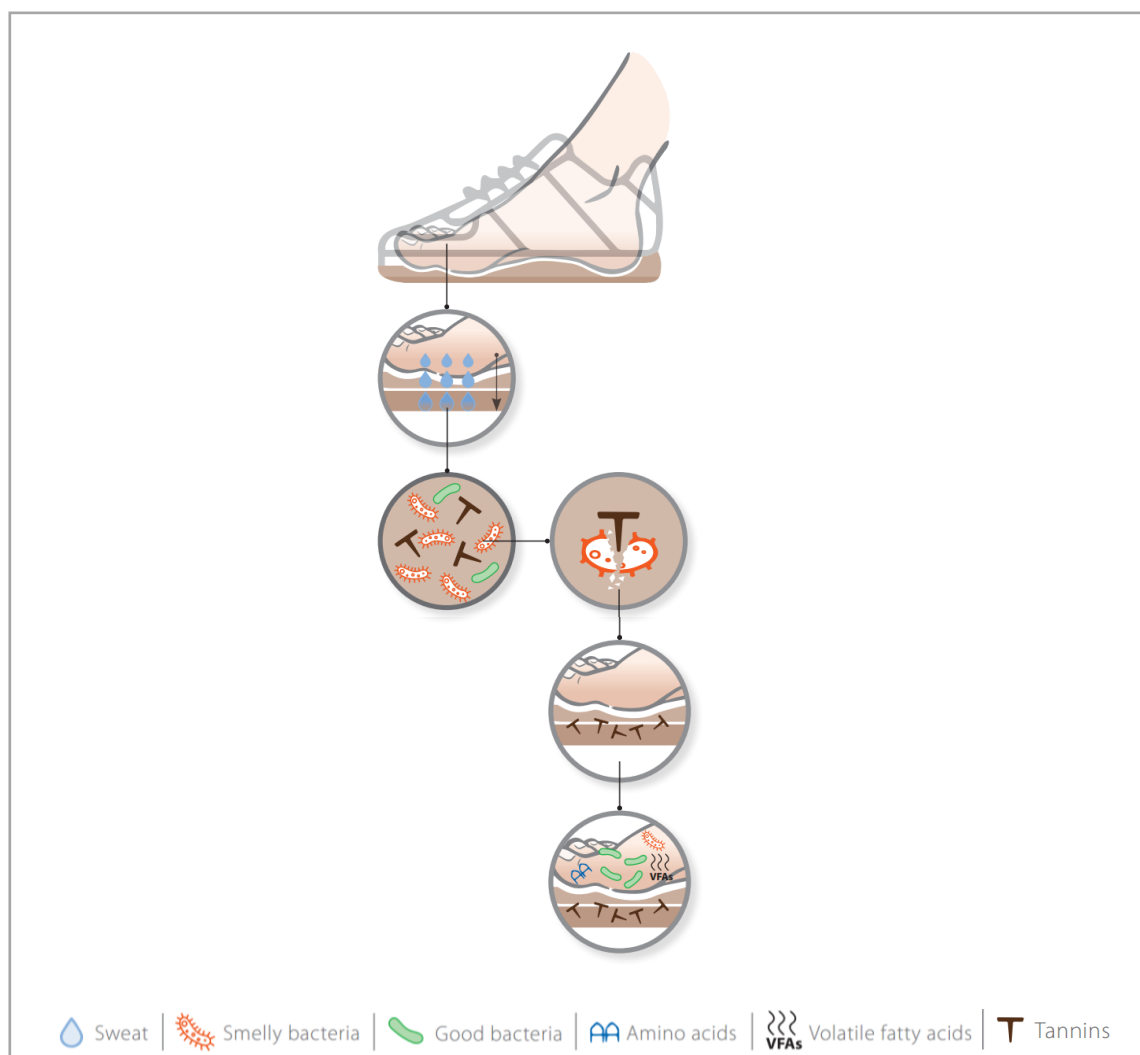 VFAs
Sweat
Smelly bacteria
Good bacteria
Amino acids
VFAs
Volatile fatty acids
Tannins